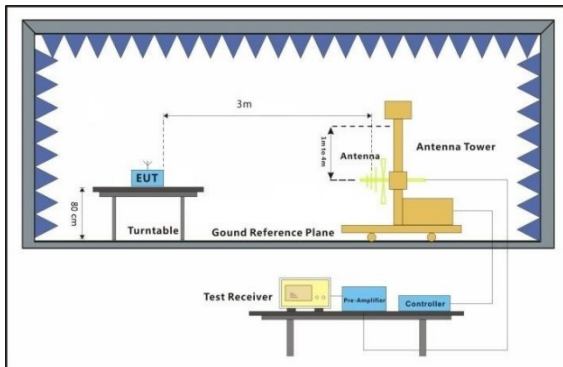 3m
1m to 4m
Antenna
Antenna Tower
EUT
80 cm
Turntable
Gound Reference Plane
Test Receiver
Pre-Amplifier
Controller